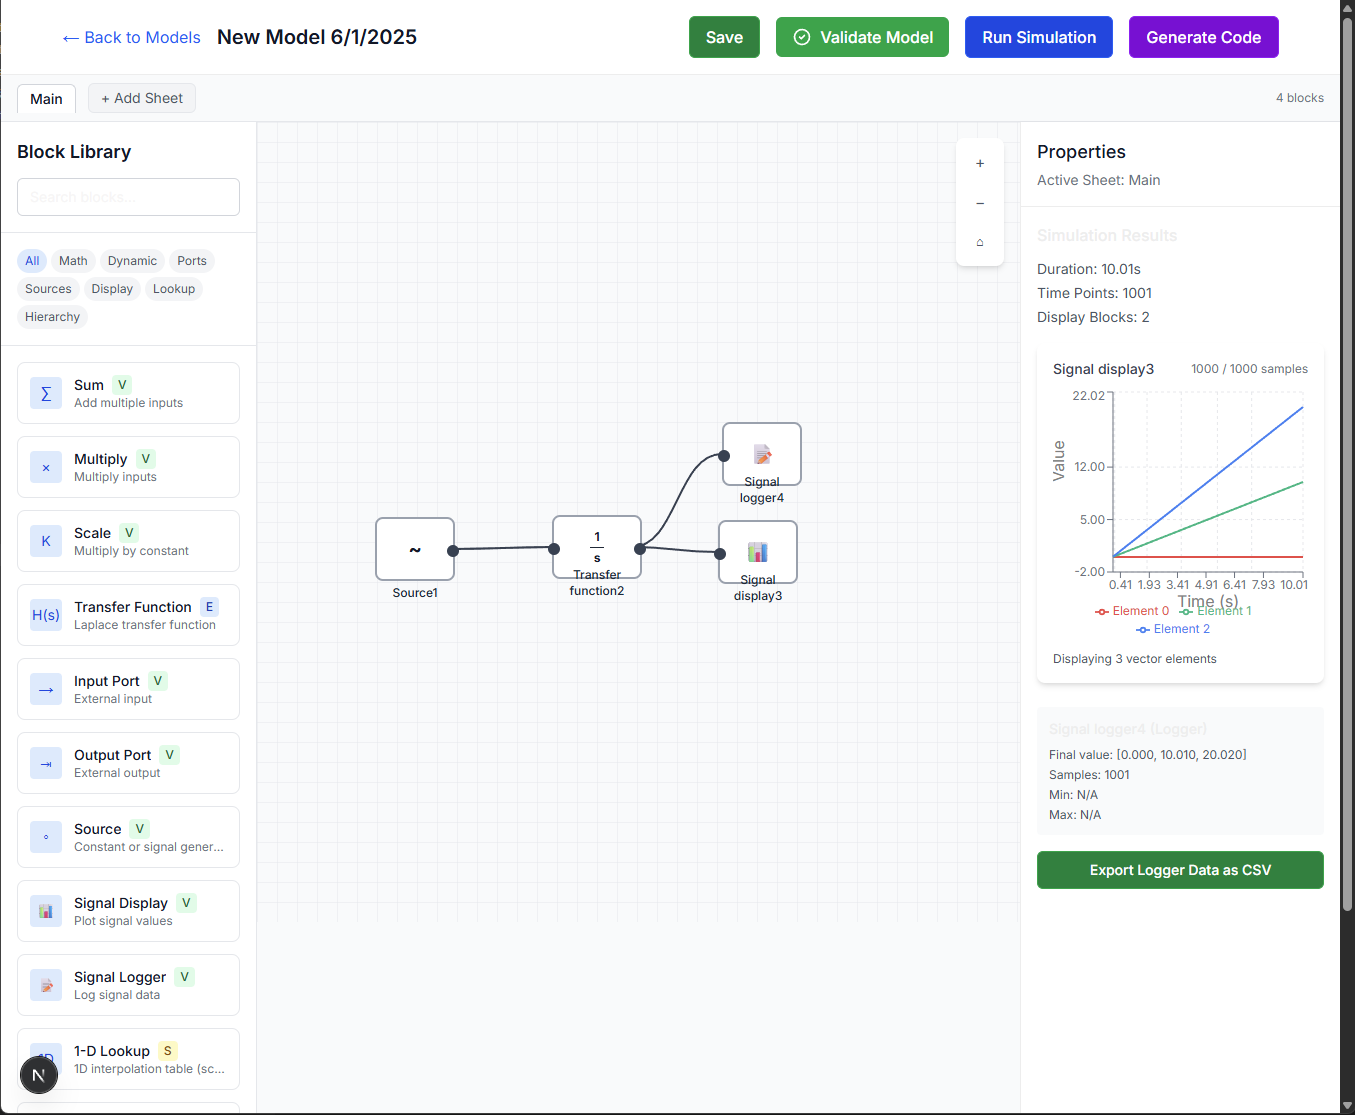 ← Back to Models
New Model 6/1/2025
Save
Validate Model
Run Simulation
Generate Code
Main
+ Add Sheet
4 blocks
Block Library
Search blocks...
All
Math
Dynamic
Ports
Sources
Display
Lookup
Hierarchy
∑
Sum
V
Add multiple inputs
×
Multiply
V
Multiply inputs
K
Scale
V
Multiply by constant
H(s)
Transfer Function
E
Laplace transfer function
→
Input Port
V
External input
⇥
Output Port
V
External output
Source
V
Constant or signal gener...
Signal Display
V
Plot signal values
Signal Logger
V
Log signal data
1-D Lookup
S
1D interpolation table (sc...
N
+
−
⌂
~
Source1
1
s
Transfer
function2
Signal
logger4
Signal
display3
Properties
Active Sheet: Main
Simulation Results
Duration: 10.01s
Time Points: 1001
Display Blocks: 2
Signal display3
1000 / 1000 samples
22.02
12.00
5.00
-2.00
Value
0.41 1.93 3.41 4.91 6.41 7.93 10.01
Time (s)
Element 0
Element 1
Element 2
Displaying 3 vector elements
Signal logger4 (Logger)
Final value: [0.000, 10.010, 20.020]
Samples: 1001
Min: N/A
Max: N/A
Export Logger Data as CSV